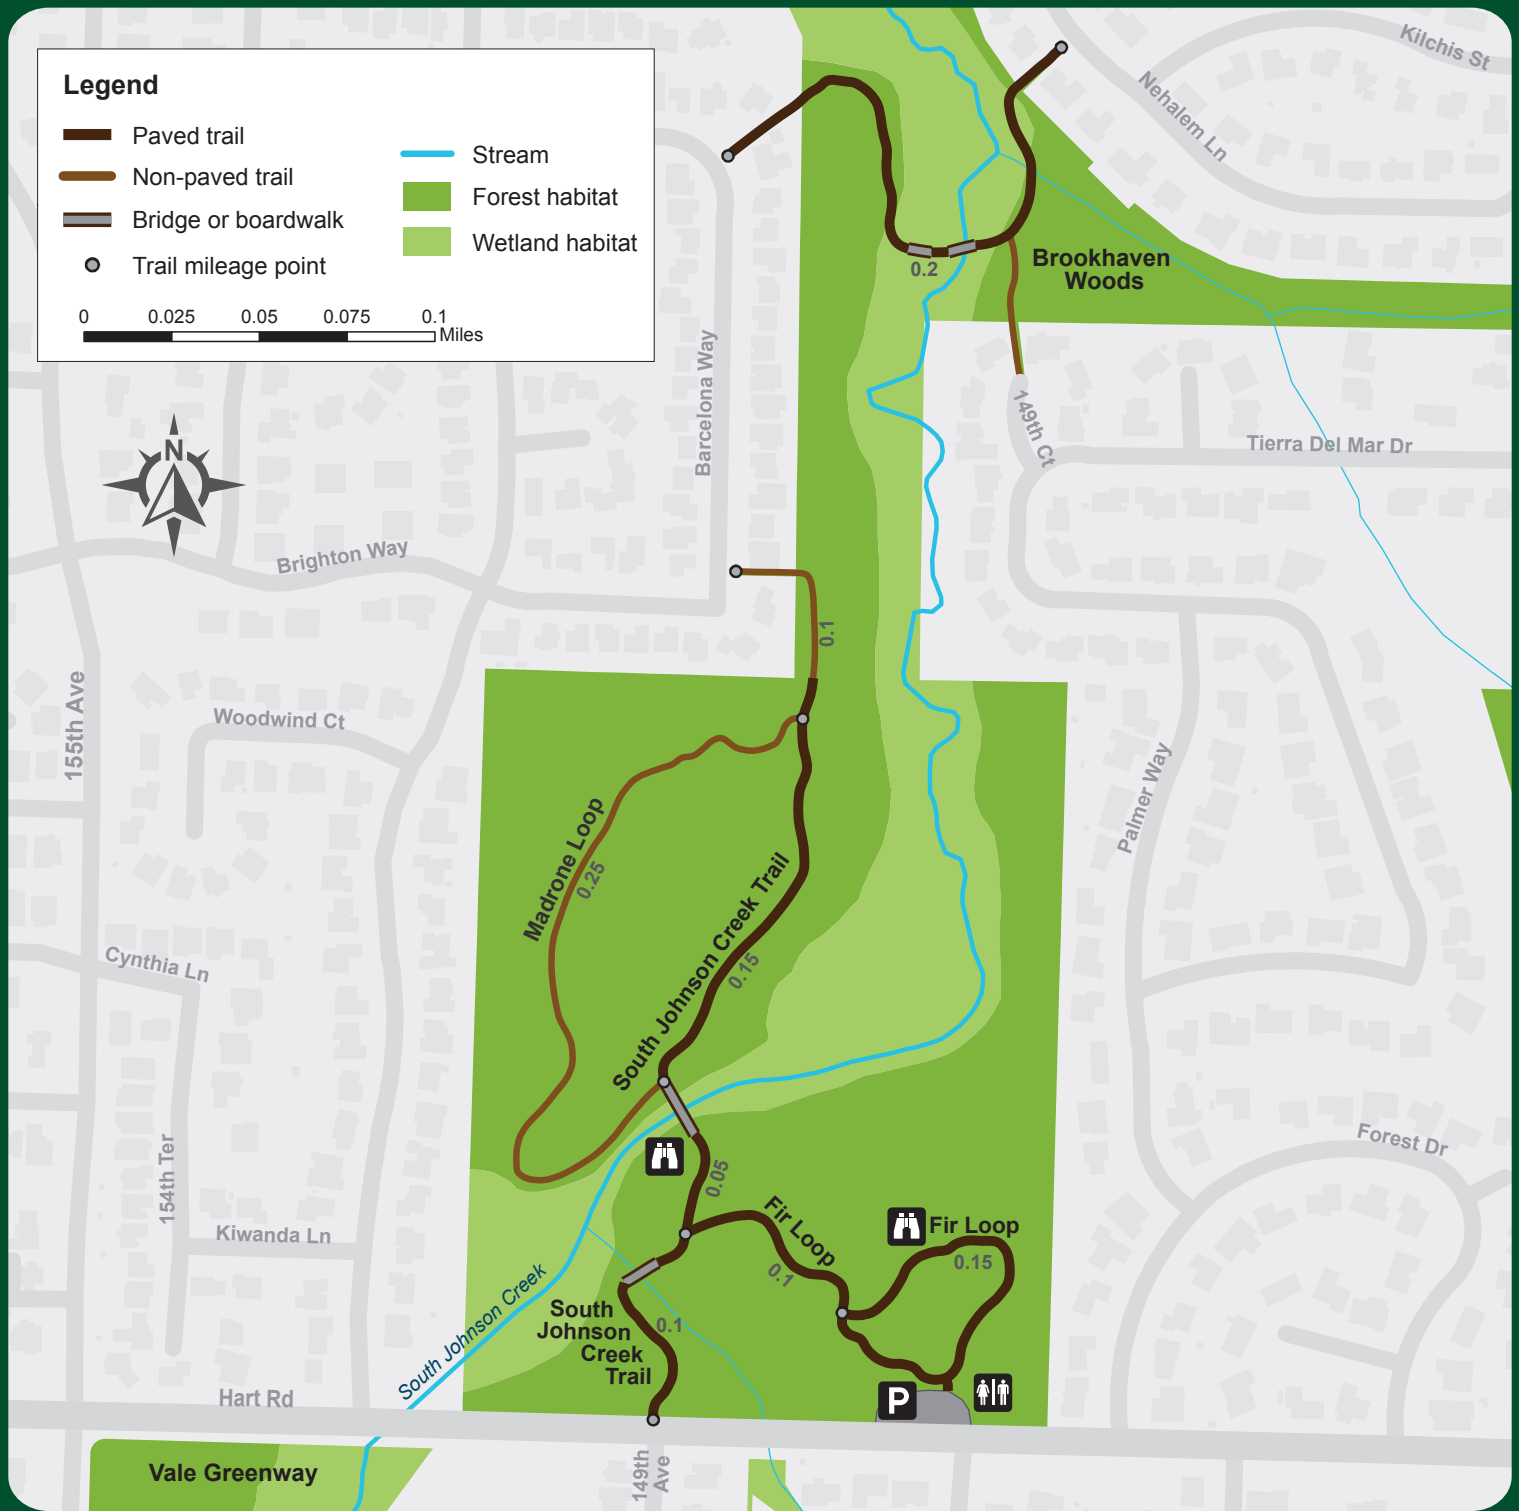 Legend
Paved trail
Non-paved trail
Bridge or boardwalk
Trail mileage point
Stream
Forest habitat
Wetland habitat
0 0.025 0.05 0.075 0.1
Miles
Kilchis St
Nehalem Ln
0.2
Brookhaven
Woods
Barcelona Way
149th Ct
Tierra Del Mar Dr
N
Brighton Way
0.1
155th Ave
Woodwind Ct
Palmer Way
Madrone Loop
0.25
South Johnson Creek Trail
0.15
Cynthia Ln
154th Ter
Kiwanda Ln
Forest Dr
0.05
Fir Loop
0.1
Fir Loop
0.15
South Johnson Creek
South
Johnson
Creek
Trail
0.1
Hart Rd
P
149th
Ave
Vale Greenway